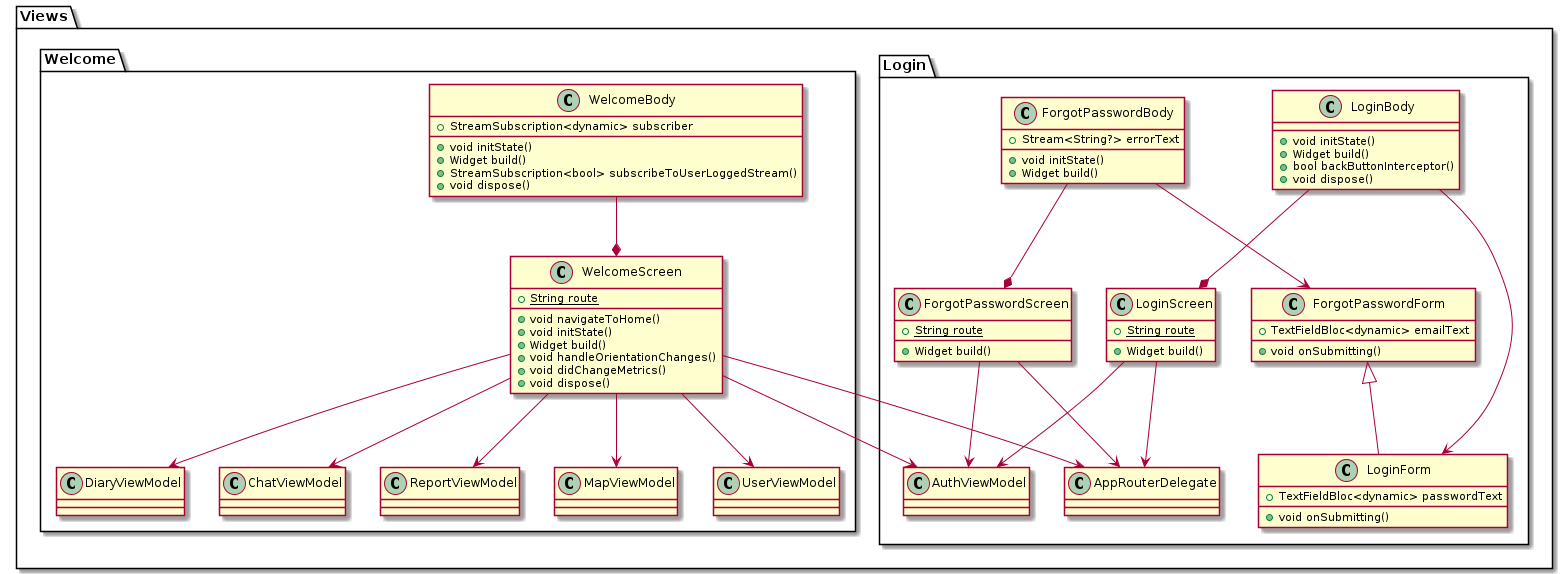 Views
Welcome
C WelcomeBody
StreamSubscription<dynamic> subscriber
void initState()
Widget build()
StreamSubscription<bool> subscribeToUserLoggedStream()
void dispose()
C WelcomeScreen
String route
void navigateToHome()
void initState()
Widget build()
void handleOrientationChanges()
void didChangeMetrics()
void dispose()
C DiaryViewModel
C ChatViewModel
C ReportViewModel
C MapViewModel
C UserViewModel
Login
C ForgotPasswordBody
Stream<String?> errorText
void initState()
Widget build()
C LoginBody
void initState()
Widget build()
bool backButtonInterceptor()
void dispose()
C ForgotPasswordScreen
String route
Widget build()
C LoginScreen
String route
Widget build()
C ForgotPasswordForm
TextFieldBloc<dynamic> emailText
void onSubmitting()
C AuthViewModel
C AppRouterDelegate
C LoginForm
TextFieldBloc<dynamic> passwordText
void onSubmitting()